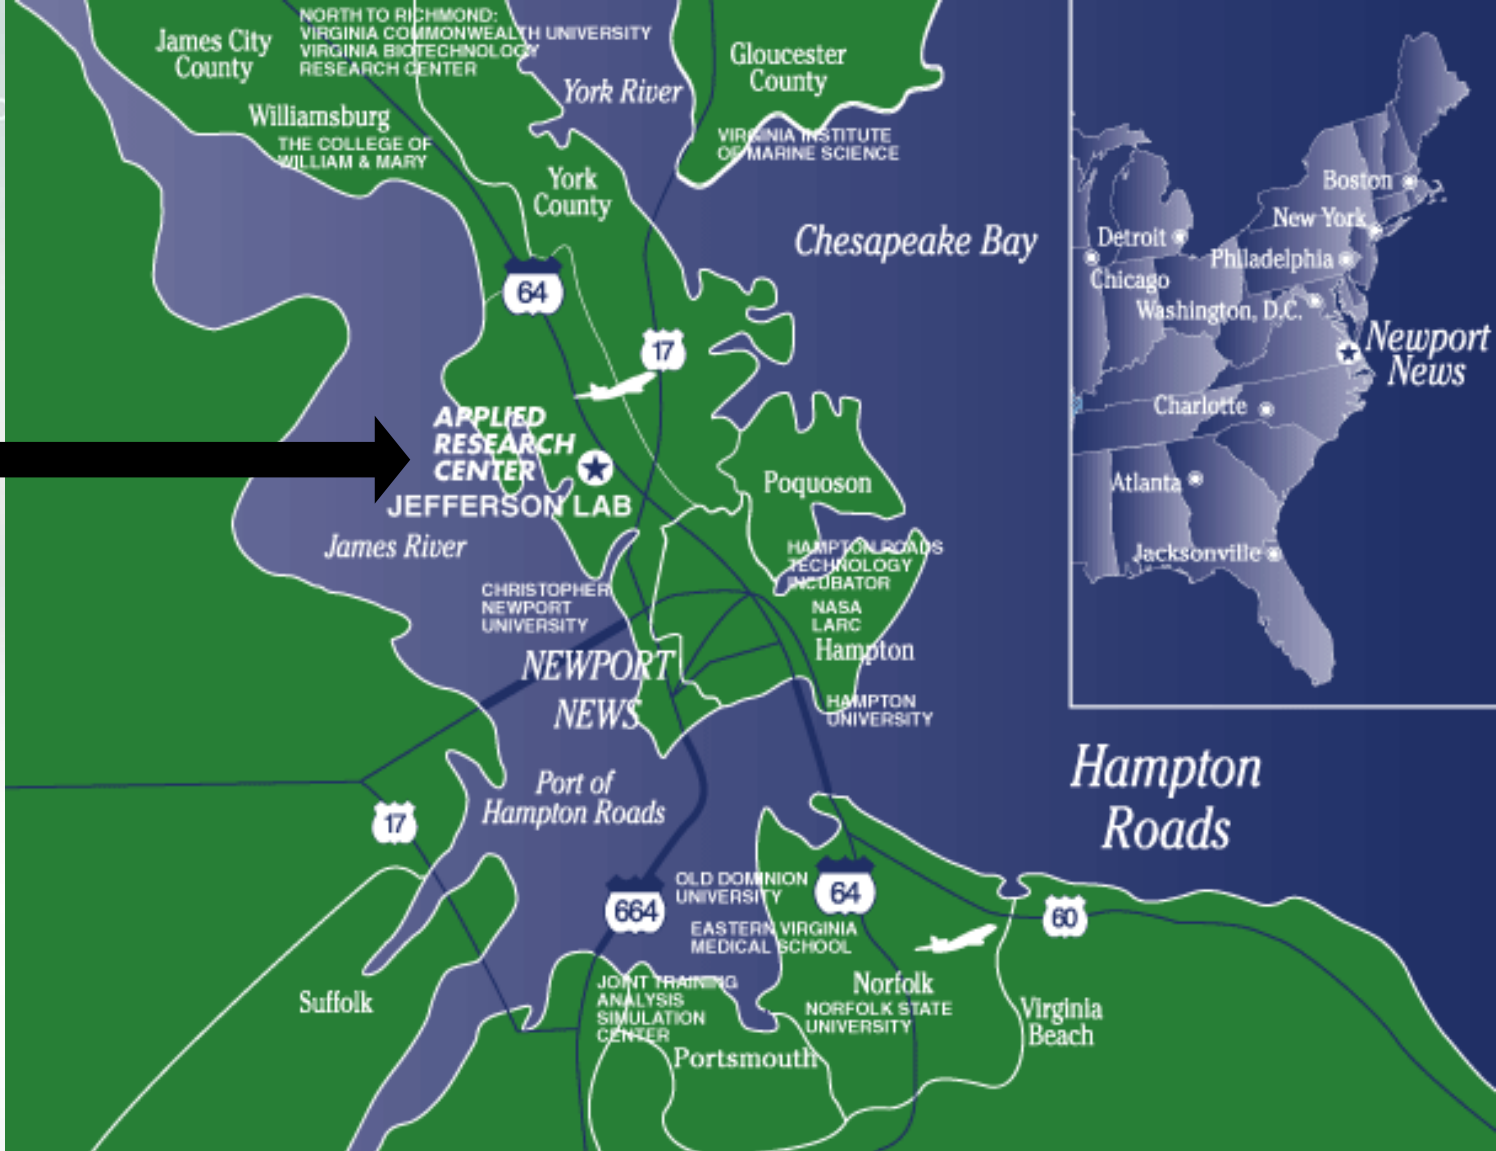 NORTH TO RICHMOND:
VIRGINIA COMMONWEALTH UNIVERSITY
VIRGINIA BIOTECHNOLOGY
RESEARCH CENTER
James City
County
Williamsburg
THE COLLEGE OF
WILLIAM & MARY
York River
Gloucester
County
VIRGINIA INSTITUTE
OF MARINE SCIENCE
York
County
Chesapeake Bay
64
17
APPLIED
RESEARCH
CENTER
JEFFERSON LAB
James River
Poquoson
HAMPTON ROADS
TECHNOLOGY
INCUBATOR
NASA
LARC
Hampton
HAMPTON
UNIVERSITY
CHRISTOPHER
NEWPORT
UNIVERSITY
NEWPORT
NEWS
Port of
Hampton Roads
Hampton
Roads
17
664
OLD DOMINION
UNIVERSITY
64
60
EASTERN VIRGINIA
MEDICAL SCHOOL
JOINT TRAINING
ANALYSIS
SIMULATION
CENTER
Norfolk
NORFOLK STATE
UNIVERSITY
Virginia
Beach
Suffolk
Portsmouth
Boston
New York
Detroit
Philadelphia
Chicago
Washington, D.C.
Newport
News
Charlotte
Atlanta
Jacksonville